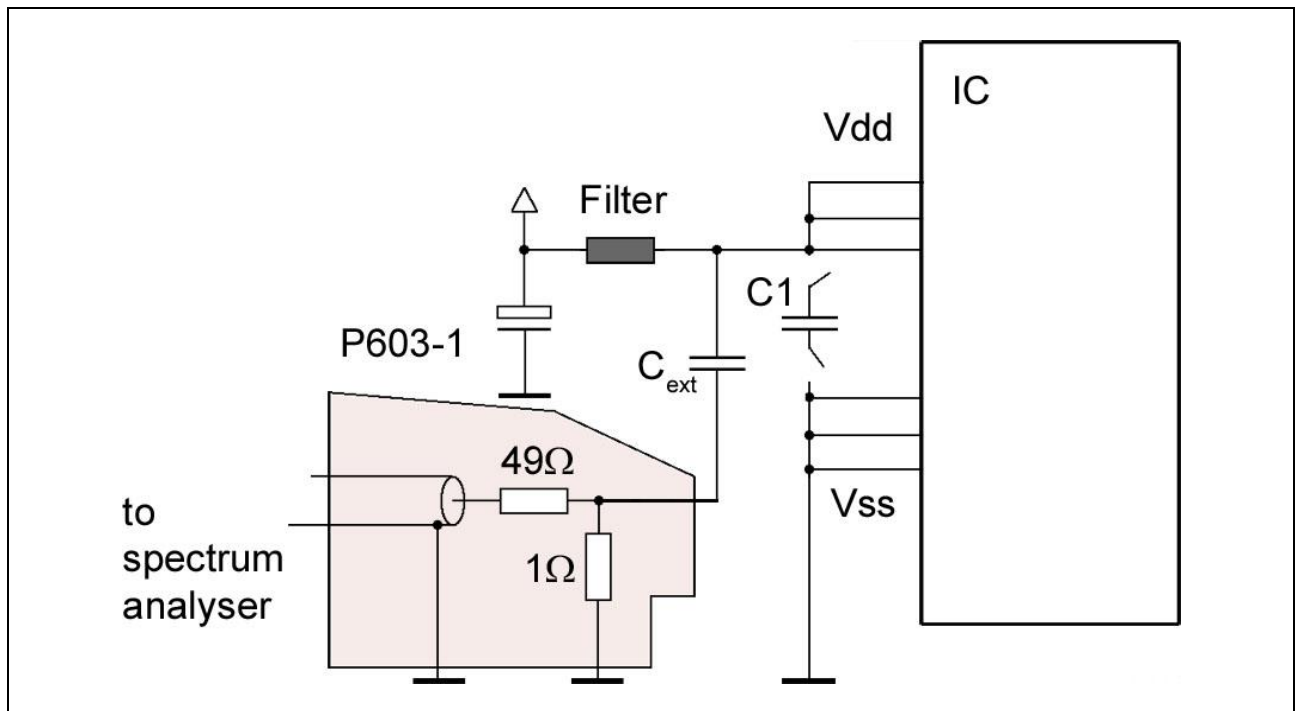 IC
Vdd
Filter
C1
P603-1
Cext
49Ω
to
spectrum
analyser
Vss
1Ω